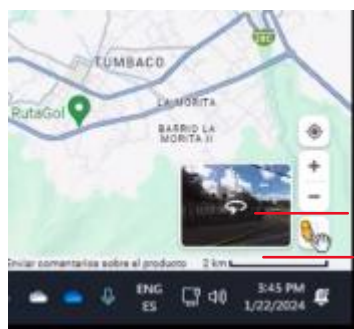 TUMBACO
RutaGol
LA MORITA
BARRIO LA
MORITA II
+
−
Enviar comentarios sobre el producto 2 km
ENG
ES
3:45 PM
1/22/2024